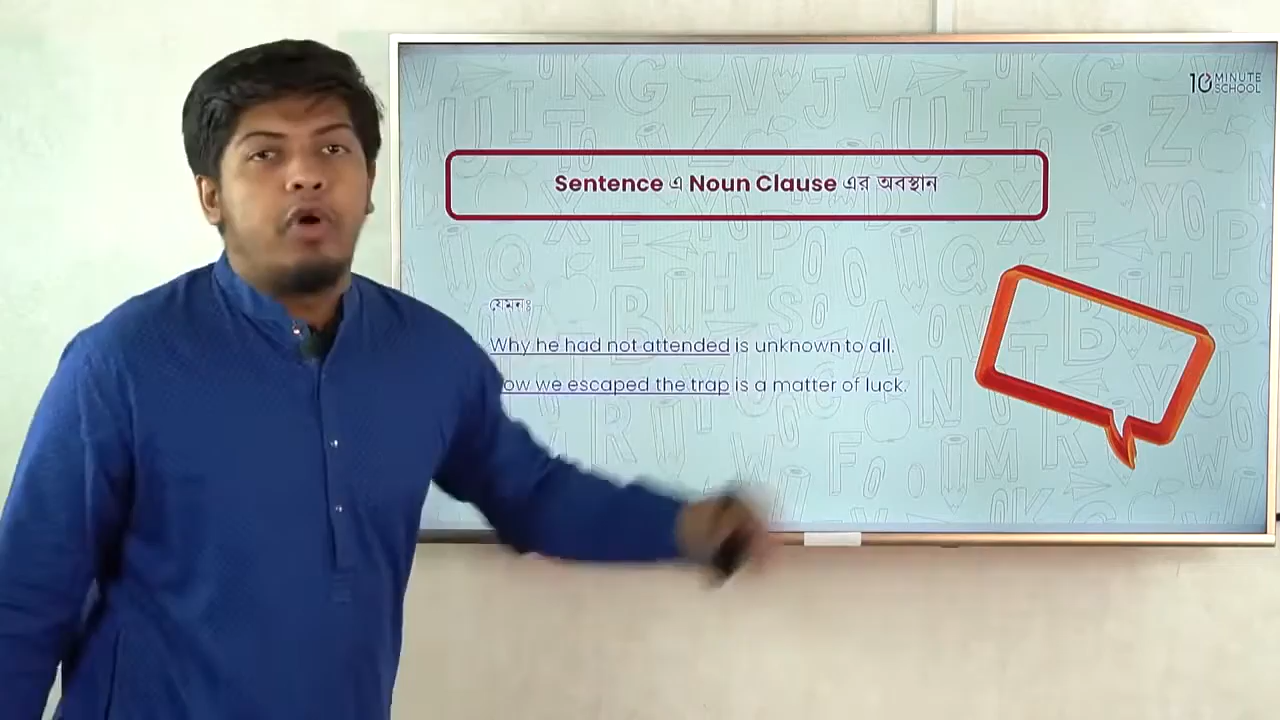 10 MINUTE
SCHOOL
Sentence এ Noun Clause এর অবস্থান
যেমনঃ
Why he had not attended is unknown to all.
ow we escaped the trap is a matter of luck.